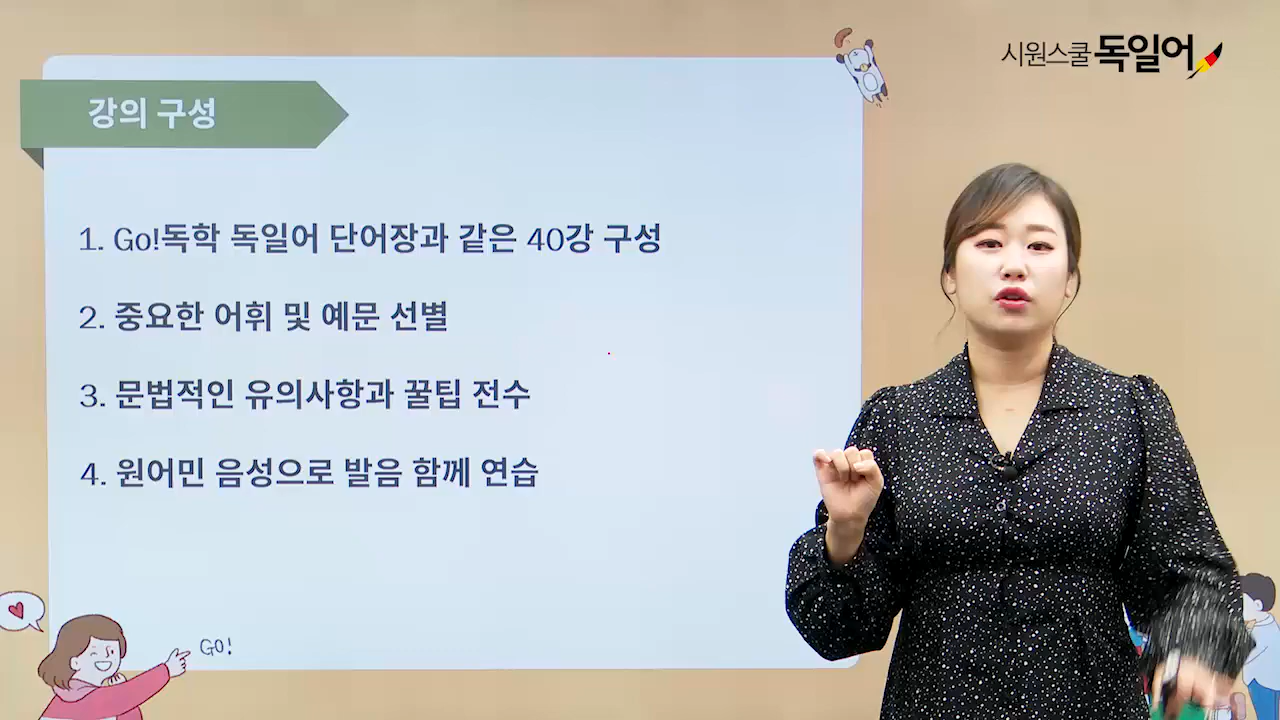 시원스쿨 독일어
강의 구성
1. Go!독학 독일어 단어장과 같은 40강 구성
2. 중요한 어휘 및 예문 선별
3. 문법적인 유의사항과 꿀팁 전수
4. 원어민 음성으로 발음 함께 연습
GO!